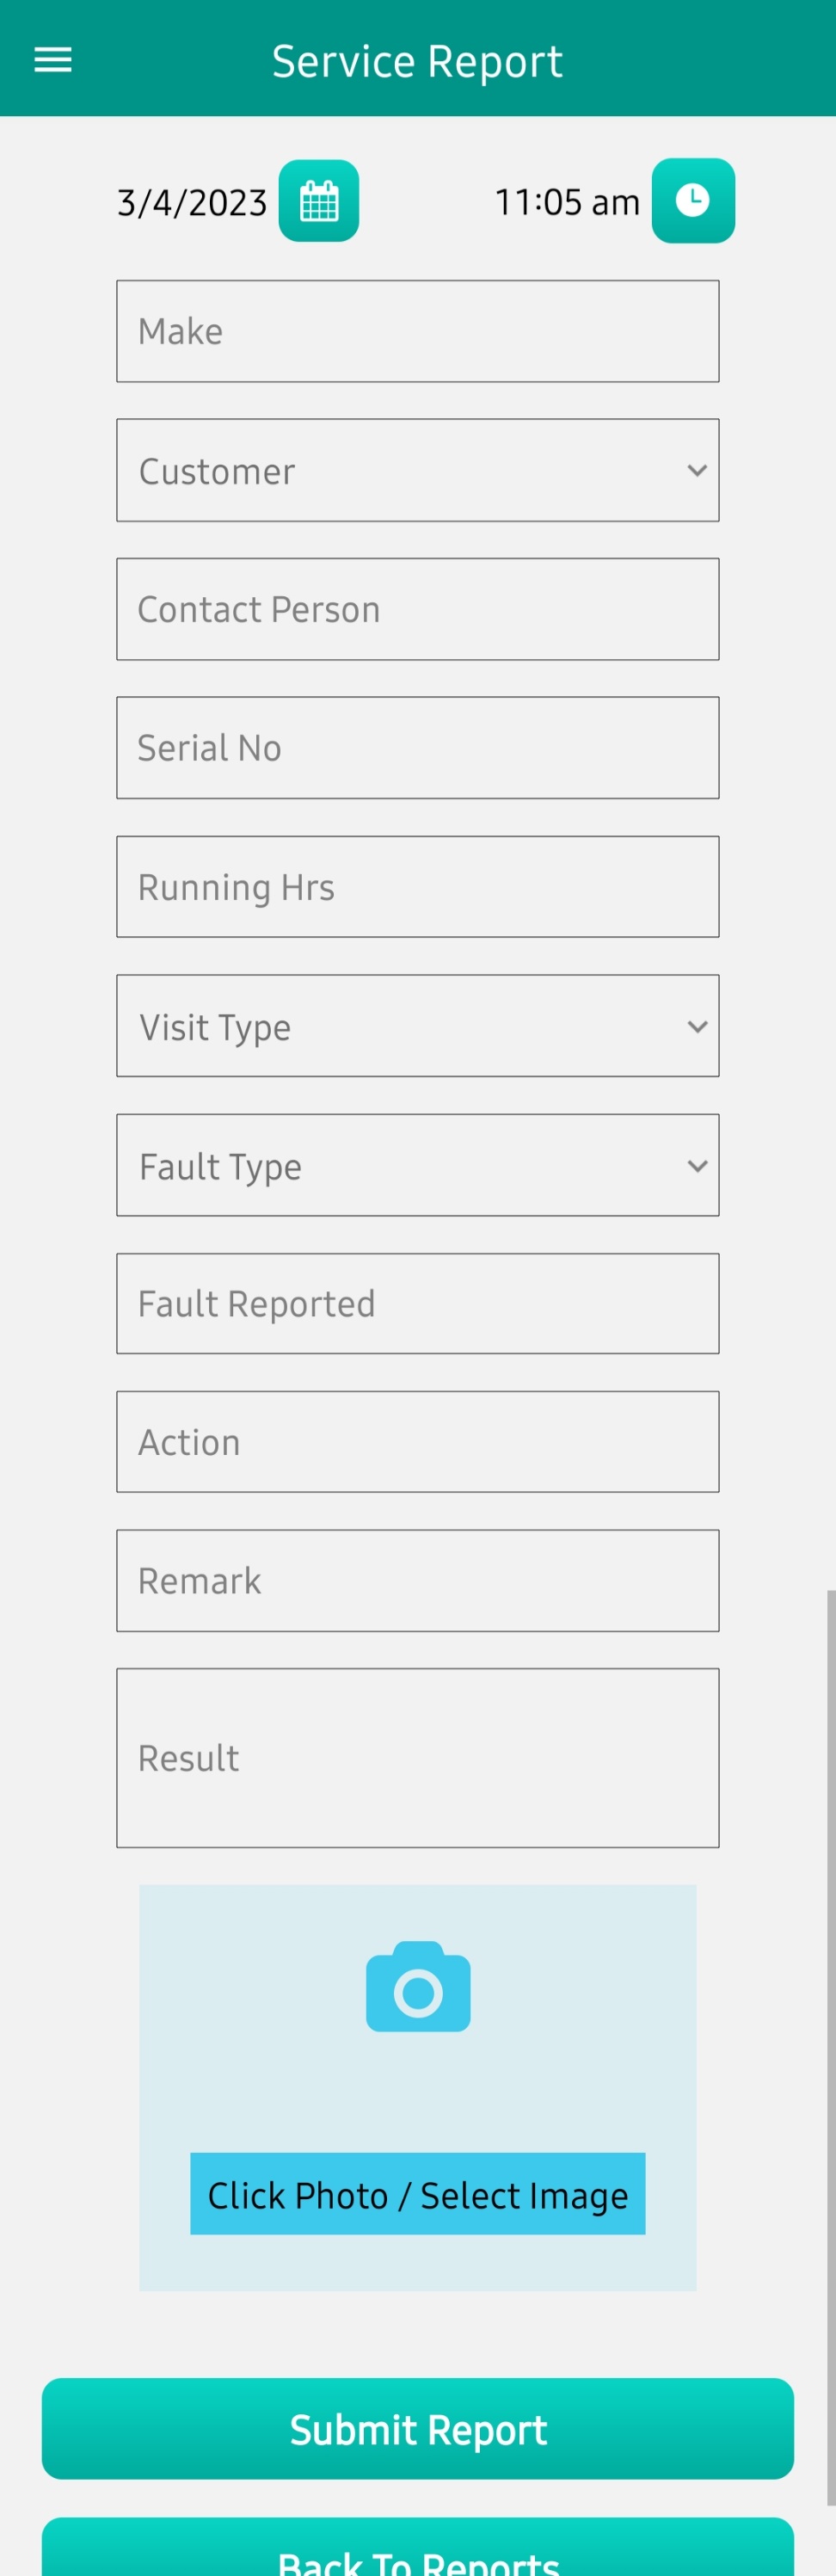 Service Report
3/4/2023 11:05 am
Make
Customer
Contact Person
Serial No
Running Hrs
Visit Type
Fault Type
Fault Reported
Action
Remark
Result
Click Photo / Select Image
Submit Report
Back To Reports